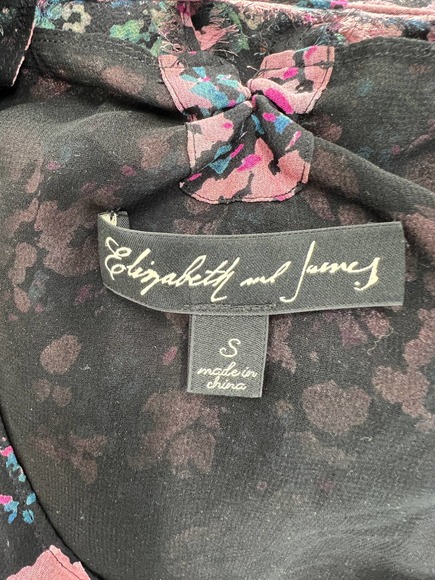 Elizabeth and James
S
made in
china